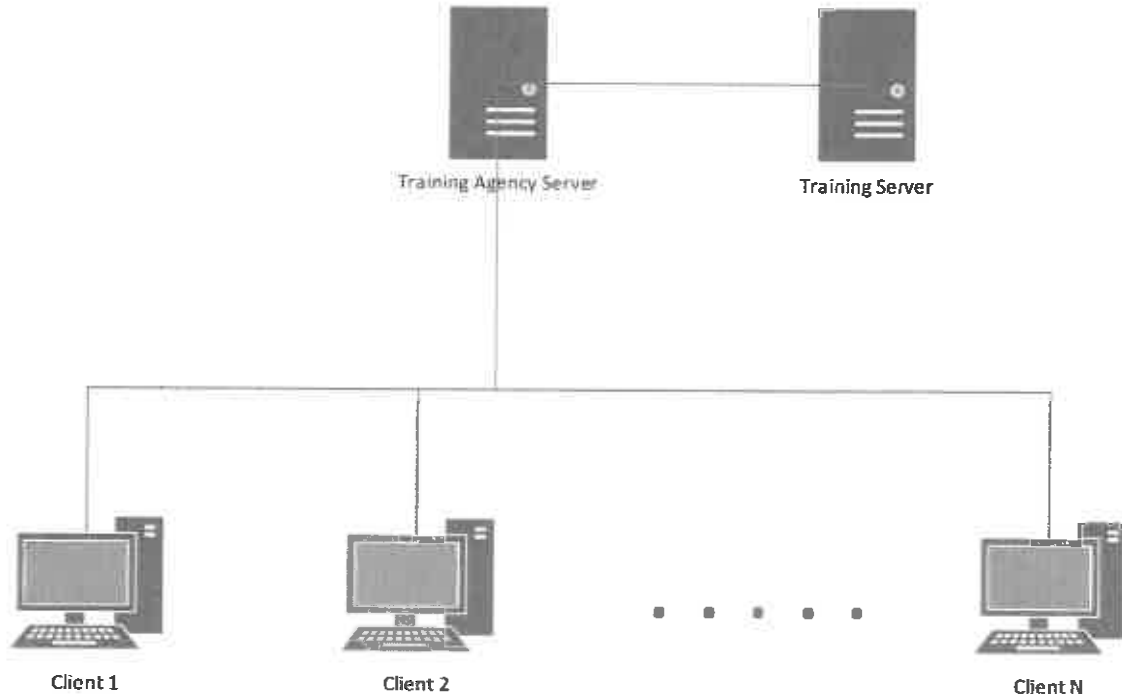 Training Agency Server
Training Server
Client 1
Client 2
Client N